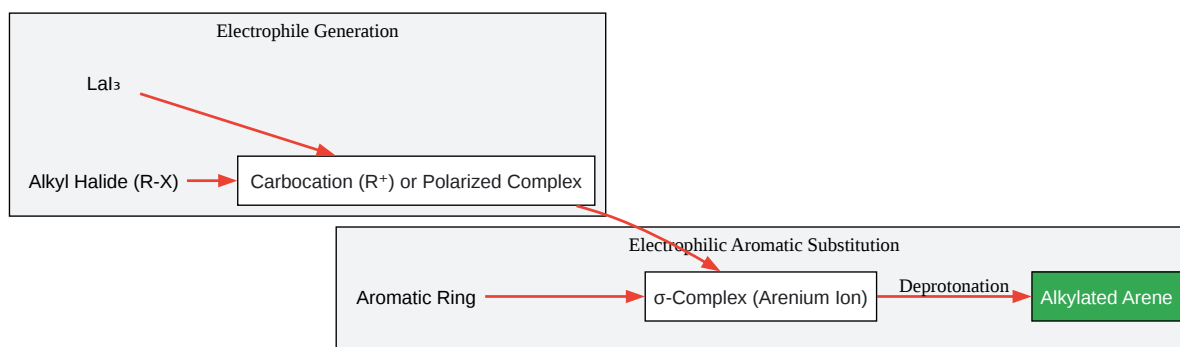 Electrophile Generation
LaI₃
Alkyl Halide (R-X)
Carbocation (R⁺) or Polarized Complex
Electrophilic Aromatic Substitution
Aromatic Ring
σ-Complex (Arenium Ion)
Deprotonation
Alkylated Arene